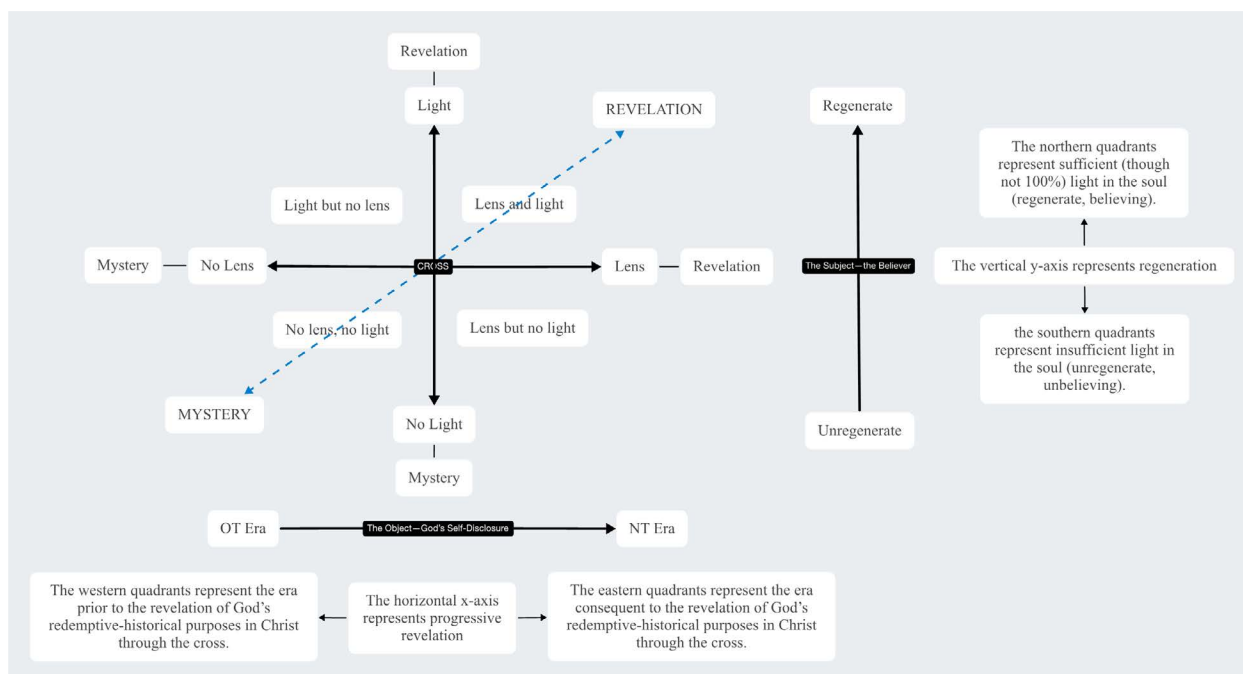 Revelation
Light
REVELATION
Regenerate
The northern quadrants
represent sufficient (though
not 100%) light in the soul
(regenerate, believing).
Light but no lens
Lens and light
Mystery
No Lens
CROSS
Lens
Revelation
The Subject—the Believer
The vertical y-axis represents regeneration
No lens, no light
Lens but no light
the southern quadrants
represent insufficient light in
the soul (unregenerate,
unbelieving).
MYSTERY
No Light
Unregenerate
Mystery
OT Era
The Object—God's Self-Disclosure
NT Era
The western quadrants represent the era
prior to the revelation of God's
redemptive-historical purposes in Christ
through the cross.
The horizontal x-axis
represents progressive
revelation
The eastern quadrants represent the era
consequent to the revelation of God's
redemptive-historical purposes in Christ
through the cross.